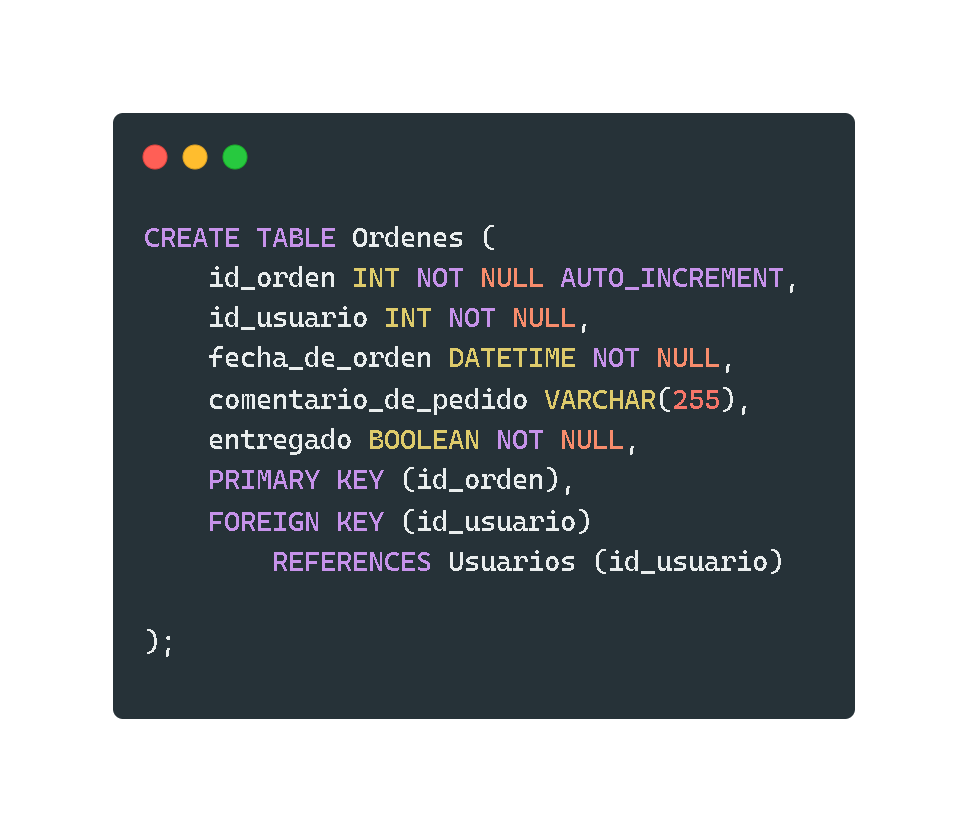 CREATE TABLE Ordenes (
    id_orden INT NOT NULL AUTO_INCREMENT,
    id_usuario INT NOT NULL,
    fecha_de_orden DATETIME NOT NULL,
    comentario_de_pedido VARCHAR(255),
    entregado BOOLEAN NOT NULL,
    PRIMARY KEY (id_orden),
    FOREIGN KEY (id_usuario)
        REFERENCES Usuarios (id_usuario)
);